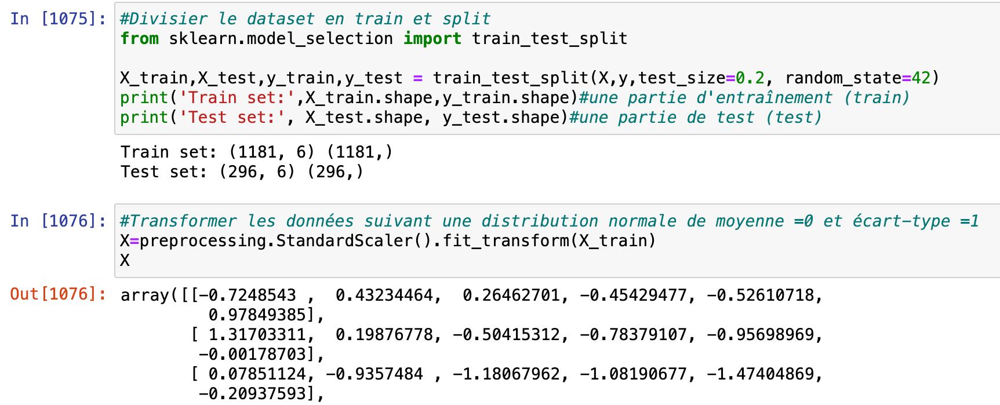 In [1075]: #Divisier le dataset en train et split
from sklearn.model_selection import train_test_split
X_train,X_test,y_train,y_test = train_test_split(X,y,test_size=0.2, random_state=42)
print('Train set:',X_train.shape,y_train.shape)#une partie d'entraînement (train)
print('Test set:', X_test.shape, y_test.shape)#une partie de test (test)
Train set: (1181, 6) (1181,)
Test set: (296, 6) (296,)
In [1076]: #Transformer les données suivant une distribution normale de moyenne =0 et écart-type =1
X=preprocessing.StandardScaler().fit_transform(X_train)
X
Out[1076]: array([[-0.7248543 ,  0.43234464,  0.26462701, -0.45429477, -0.52610718,
0.97849385],
[ 1.31703311,  0.19876778, -0.50415312, -0.78379107, -0.95698969,
-0.00178703],
[ 0.07851124, -0.9357484 , -1.18067962, -1.08190677, -1.47404869,
-0.20937593],